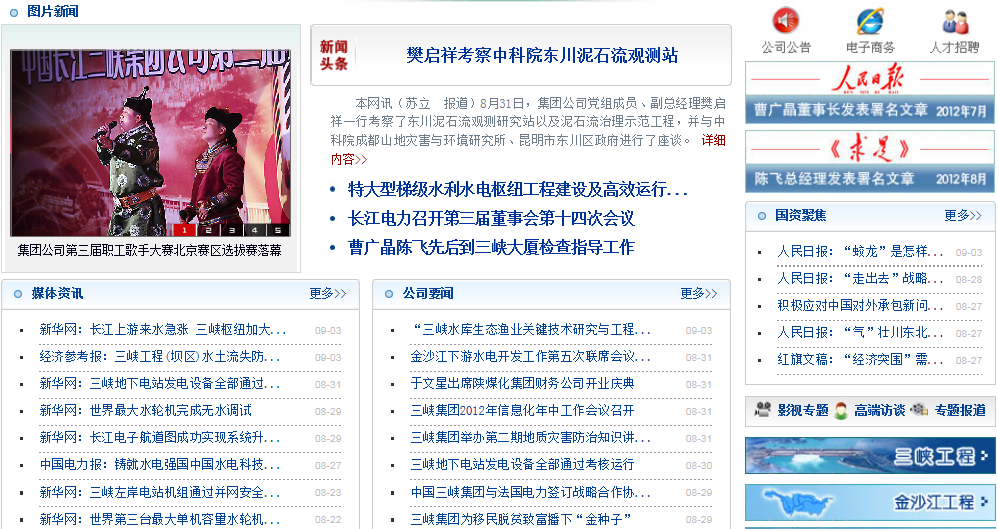 图片新闻
中国长江三峡集团公司第三届
1 2 3 4 5
集团公司第三届职工歌手大赛北京赛区选拔赛落幕
新闻
头条
樊启祥考察中科院东川泥石流观测站
本网讯（苏立　报道）8月31日，集团公司党组成员、副总经理樊启
祥一行考察了东川泥石流观测研究站以及泥石流治理示范工程，并与中
科院成都山地灾害与环境研究所、昆明市东川区政府进行了座谈。 详细
内容>>
• 特大型梯级水利水电枢纽工程建设及高效运行...
• 长江电力召开第三届董事会第十四次会议
• 曹广晶陈飞先后到三峡大厦检查指导工作
媒体资讯 更多>>
新华网：长江上游来水急涨 三峡枢纽加大... 09-03
经济参考报：三峡工程(坝区)水土流失防... 09-03
新华网：三峡地下电站发电设备全部通过... 08-31
新华网：世界最大水轮机完成无水调试 08-29
新华网：长江电子航道图成功实现系统升... 08-29
中国电力报：铸就水电强国中国水电科技... 08-27
新华网：三峡左岸电站机组通过并网安全... 08-23
新华网：世界第三台最大单机容量水轮机... 08-22
公司要闻 更多>>
“三峡水库生态渔业关键技术研究与工程... 09-03
金沙江下游水电开发工作第五次联席会议... 08-31
于文星出席陕煤化集团财务公司开业庆典 08-31
三峡集团2012年信息化年中工作会议召开 08-31
三峡集团举办第二期地质灾害防治知识讲... 08-31
三峡地下电站发电设备全部通过考核运行 08-30
中国三峡集团与法国电力签订战略合作协... 08-29
三峡集团为移民脱贫致富播下“金种子” 08-29
公司公告 电子商务 人才招聘
人民日报
曹广晶董事长发表署名文章 2012年7月
《求是》
陈飞总经理发表署名文章 2012年8月
国资聚焦 更多>>
人民日报：“蛟龙”是怎样... 09-03
人民日报：“走出去”战略... 08-28
积极应对中国对外承包新问... 08-27
人民日报：“气”壮川东北... 08-27
红旗文稿：“经济突围”需... 08-27
影视专题 高端访谈 专题报道
三峡工程
金沙江工程